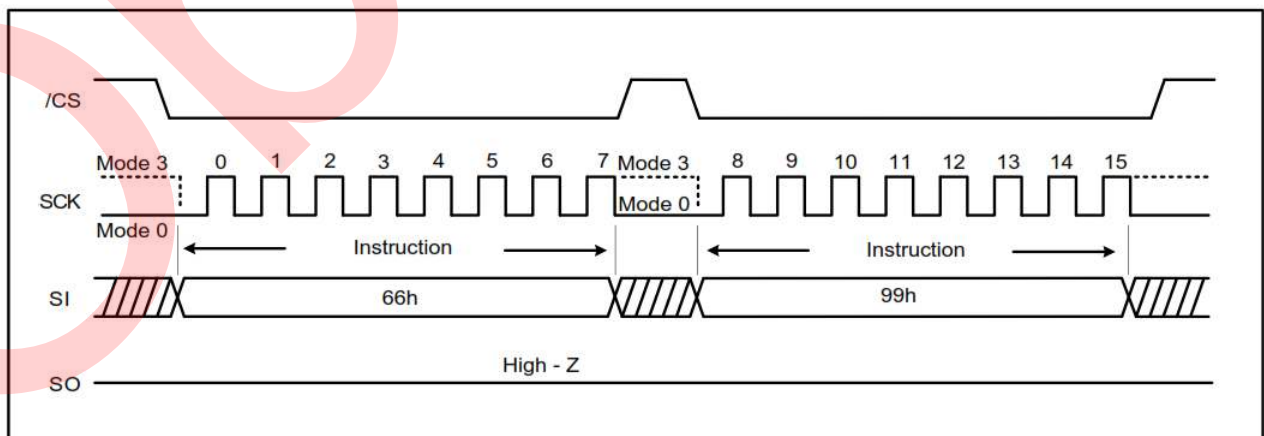 /CS
Mode 3 0 1 2 3 4 5 6 7 Mode 3 8 9 10 11 12 13 14 15
SCK
Mode 0
Mode 0
Instruction Instruction
SI 66h 99h
High - Z
SO